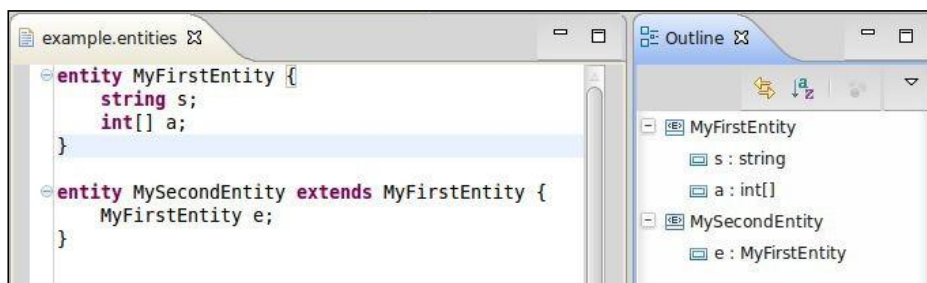 example.entities
entity MyFirstEntity {
string s;
int[] a;
}
entity MySecondEntity extends MyFirstEntity {
MyFirstEntity e;
}
Outline
MyFirstEntity
s : string
a : int[]
MySecondEntity
e : MyFirstEntity